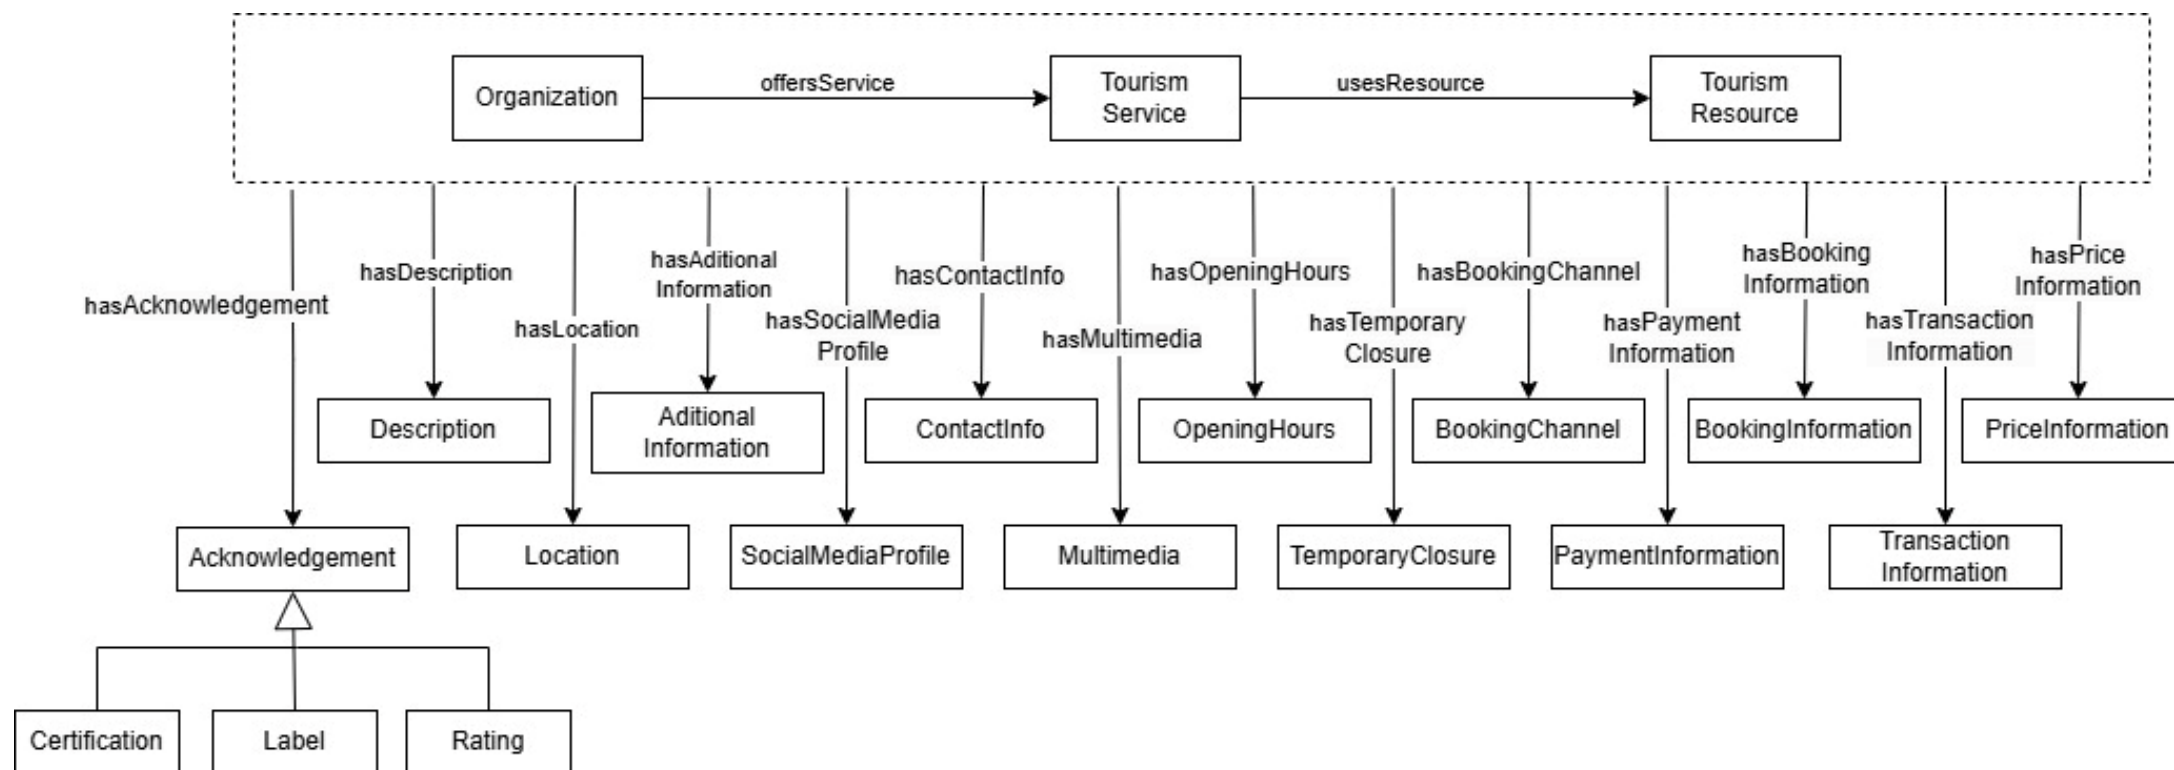 Organization
offersService
Tourism
Service
usesResource
Tourism
Resource
hasAcknowledgement
hasDescription
hasLocation
hasAditional
Information
hasSocialMedia
Profile
hasContactInfo
hasMultimedia
hasOpeningHours
hasTemporary
Closure
hasBookingChannel
hasPayment
Information
hasBooking
Information
hasTransaction
Information
hasPrice
Information
Description
Aditional
Information
ContactInfo
OpeningHours
BookingChannel
BookingInformation
PriceInformation
Acknowledgement
Location
SocialMediaProfile
Multimedia
TemporaryClosure
PaymentInformation
Transaction
Information
Certification
Label
Rating